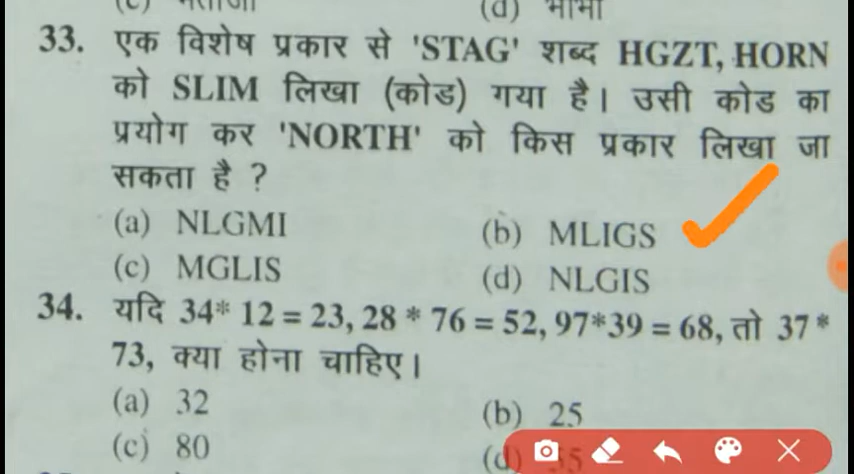 33. एक विशेष प्रकार से 'STAG' शब्द HGZT, HORN
को SLIM लिखा (कोड) गया है। उसी कोड का
प्रयोग कर 'NORTH' को किस प्रकार लिखा जा
सकता है ?
(a) NLGMI (b) MLIGS
(c) MGLIS (d) NLGIS
34. यदि 34* 12 = 23, 28 * 76 = 52, 97*39 = 68, तो 37 *
73, क्या होना चाहिए।
(a) 32 (b) 25
(c) 80